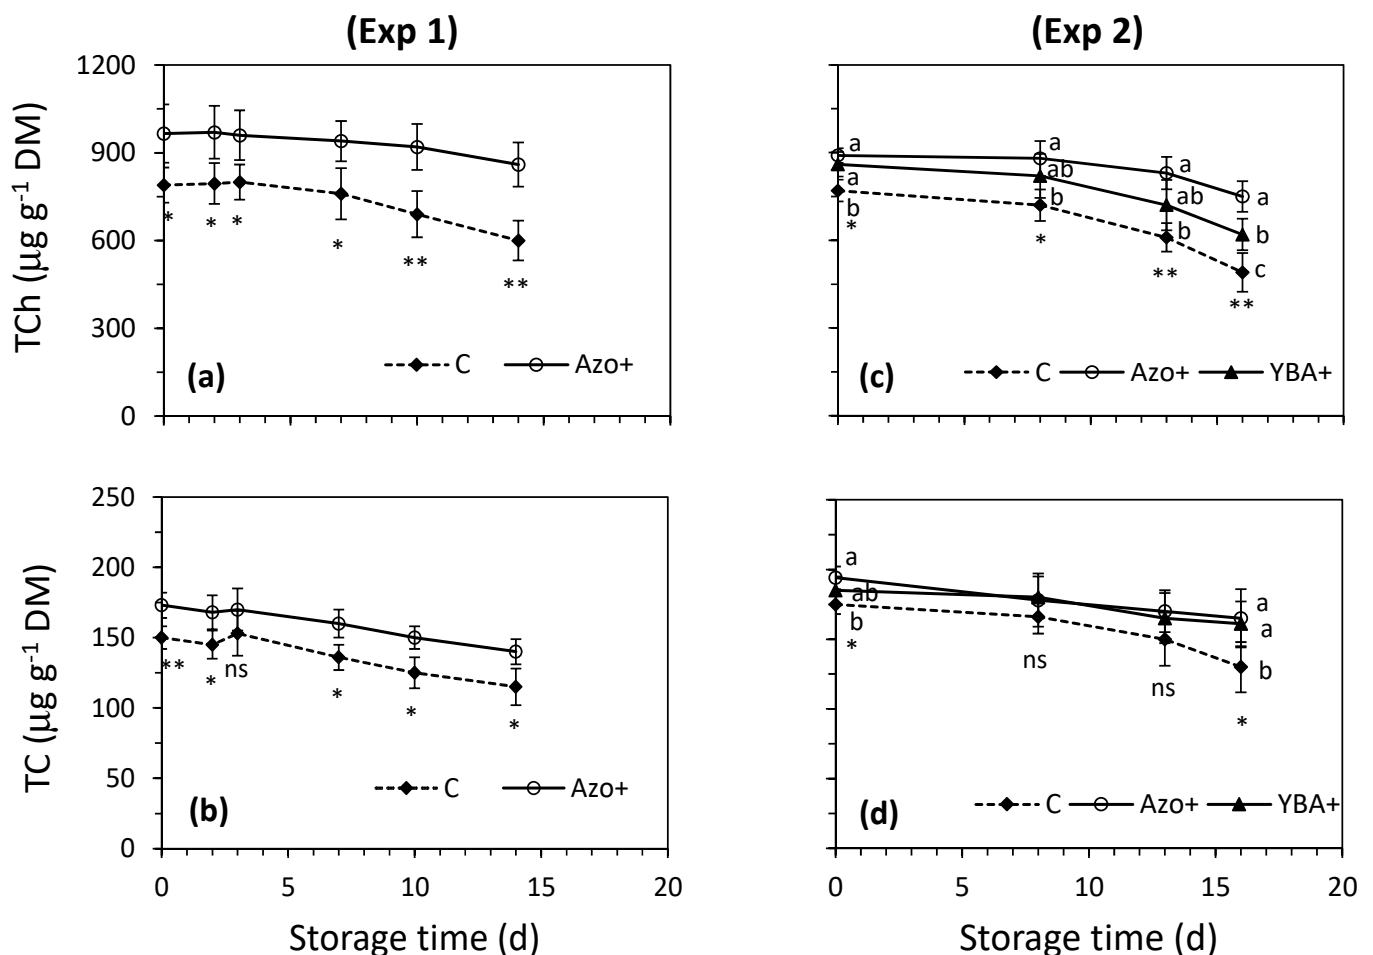 (Exp 1)
(Exp 2)
TCh (µg g-1 DM)
1200
900
600
300
0
* * * * ** **
(a)
C
Azo+
a a a a
a ab ab b
b b b c
* * ** **
(c)
C
Azo+
YBA+
TC (µg g-1 DM)
250
200
150
100
50
0
** * ns * * *
(b)
C
Azo+
0 5 10 15 20
Storage time (d)
a a
ab a
b b
* ns ns *
(d)
C
Azo+
YBA+
0 5 10 15 20
Storage time (d)